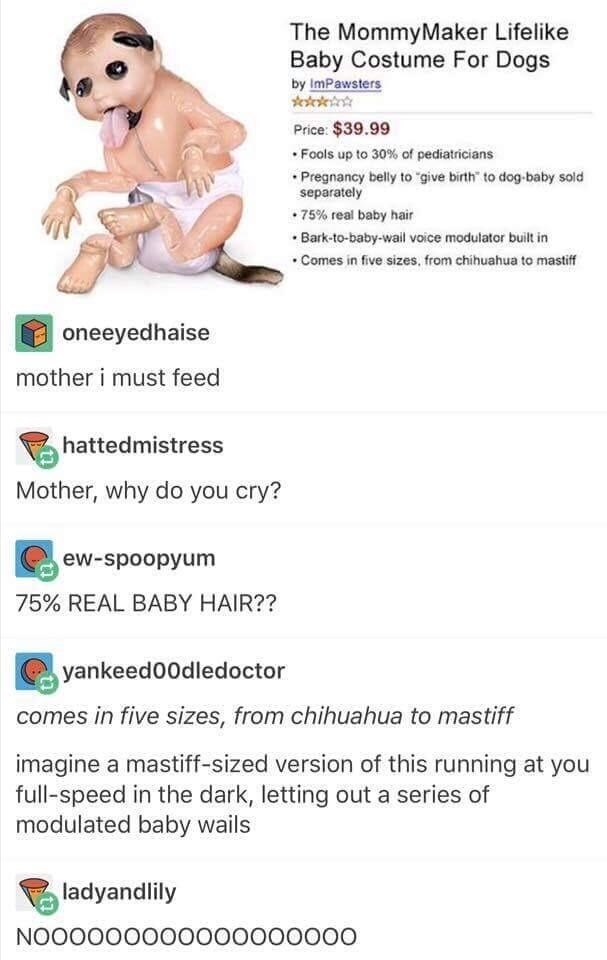 The MommyMaker Lifelike
Baby Costume For Dogs
by ImPawsters
Price: $39.99
• Fools up to 30% of pediatricians
• Pregnancy belly to "give birth" to dog-baby sold
separately
• 75% real baby hair
• Bark-to-baby-wail voice modulator built in
• Comes in five sizes, from chihuahua to mastiff
oneeyedhaise
mother i must feed
hattedmistress
Mother, why do you cry?
ew-spoopyum
75% REAL BABY HAIR??
yankeed00dledoctor
comes in five sizes, from chihuahua to mastiff
imagine a mastiff-sized version of this running at you
full-speed in the dark, letting out a series of
modulated baby wails
ladyandlily
NOOOOOOOOOOOOOOOOOOO